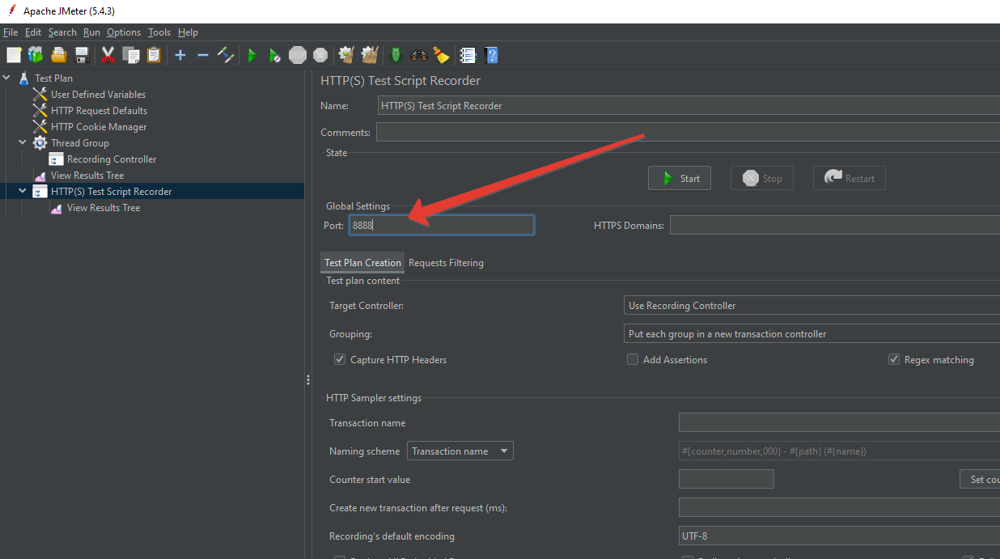 Apache JMeter (5.4.3)
File Edit Search Run Options Tools Help
Test Plan
User Defined Variables
HTTP Request Defaults
HTTP Cookie Manager
Thread Group
Recording Controller
View Results Tree
HTTP(S) Test Script Recorder
View Results Tree
HTTP(S) Test Script Recorder
Name: HTTP(S) Test Script Recorder
Comments:
State
Start Stop Restart
Global Settings
Port: 8888 HTTPS Domains:
Test Plan Creation Requests Filtering
Test plan content
Target Controller: Use Recording Controller
Grouping: Put each group in a new transaction controller
Capture HTTP Headers Add Assertions Regex matching
HTTP Sampler settings
Transaction name
Naming scheme Transaction name #{counter,number,000} - #{path} (#{name})
Counter start value Set cou
Create new transaction after request (ms):
Recording's default encoding UTF-8